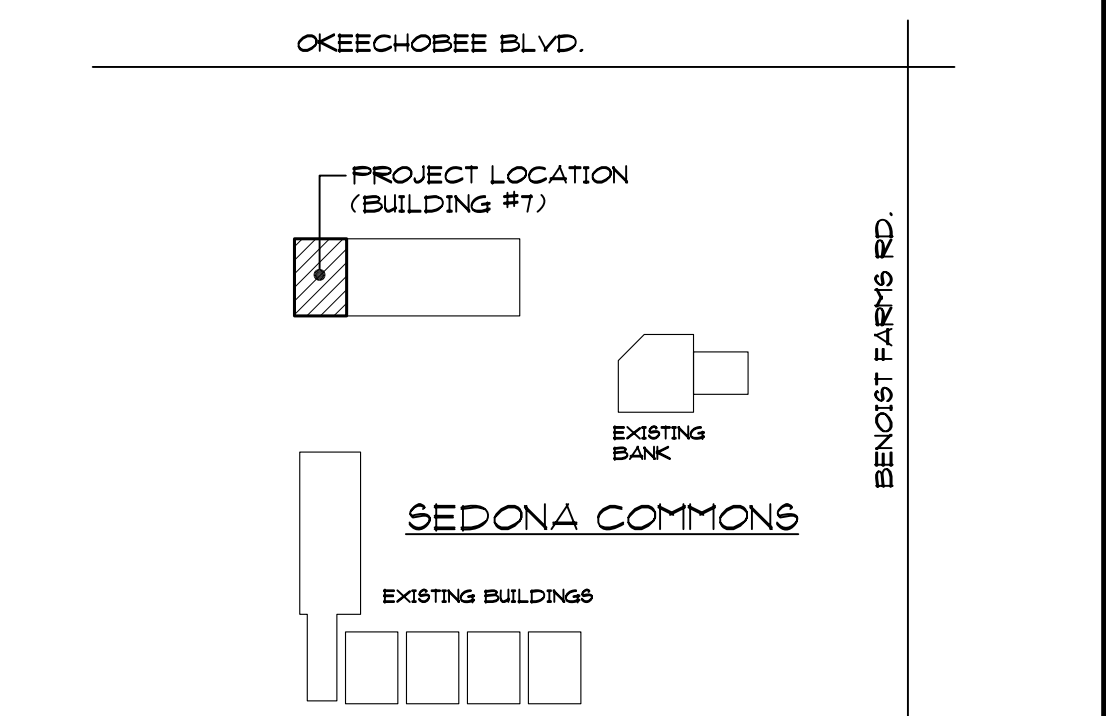 OKEECHOBEE BLVD.
PROJECT LOCATION
(BUILDING #7)
BENOIST FARMS RD.
EXISTING
BANK
SEDONA COMMONS
EXISTING BUILDINGS